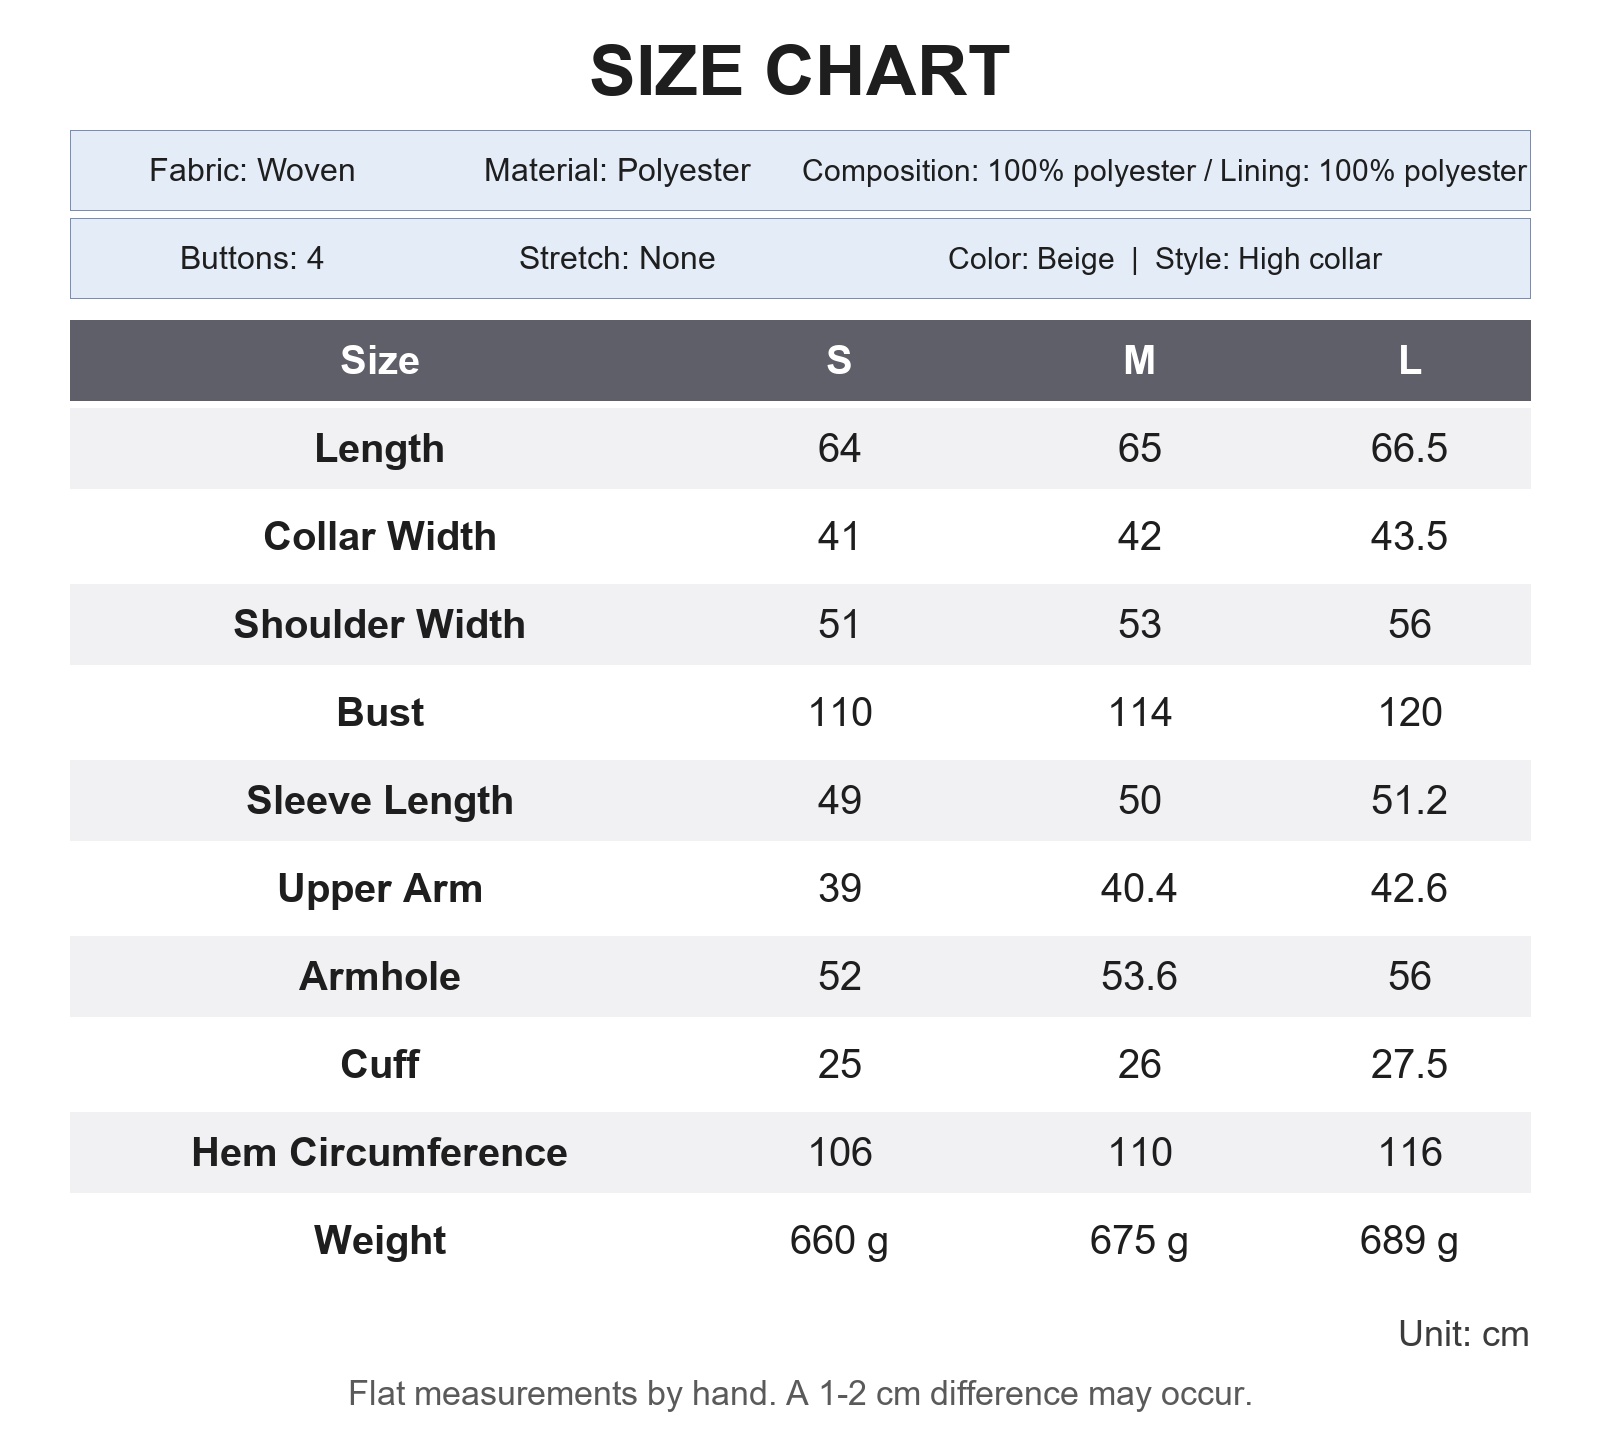 SIZE CHART
Fabric: Woven Material: Polyester Composition: 100% polyester / Lining: 100% polyester
Buttons: 4 Stretch: None Color: Beige | Style: High collar
Size S M L
Length 64 65 66.5
Collar Width 41 42 43.5
Shoulder Width 51 53 56
Bust 110 114 120
Sleeve Length 49 50 51.2
Upper Arm 39 40.4 42.6
Armhole 52 53.6 56
Cuff 25 26 27.5
Hem Circumference 106 110 116
Weight 660 g 675 g 689 g
Unit: cm
Flat measurements by hand. A 1-2 cm difference may occur.